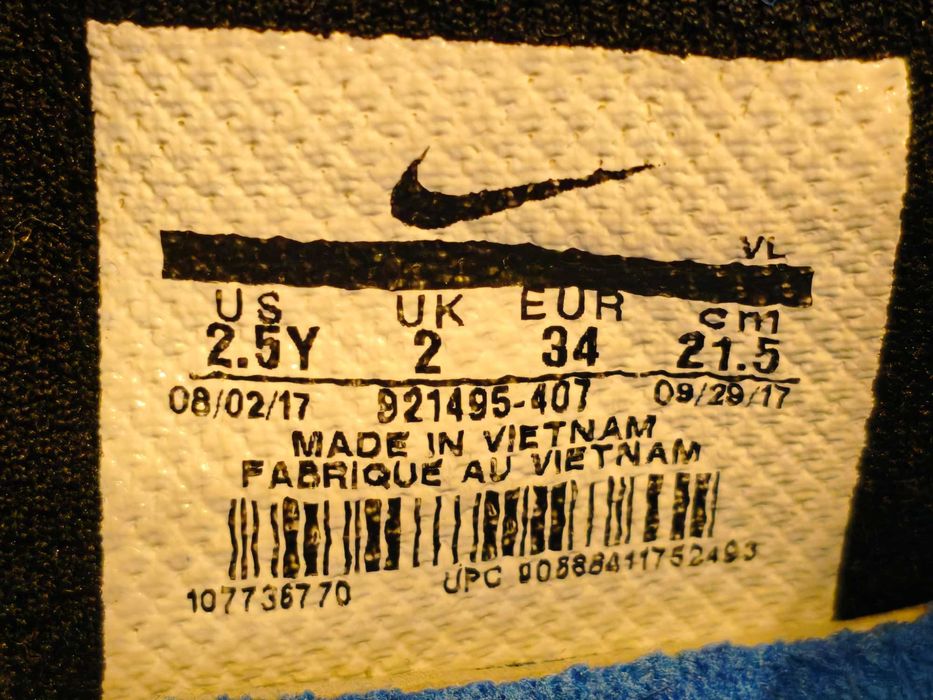 VL
US UK EUR cm
2.5Y 2 34 21.5
08/02/17 921495-407 09/29/17
MADE IN VIETNAM
FABRIQUE AU VIETNAM
107736770 UPC 00888411752493